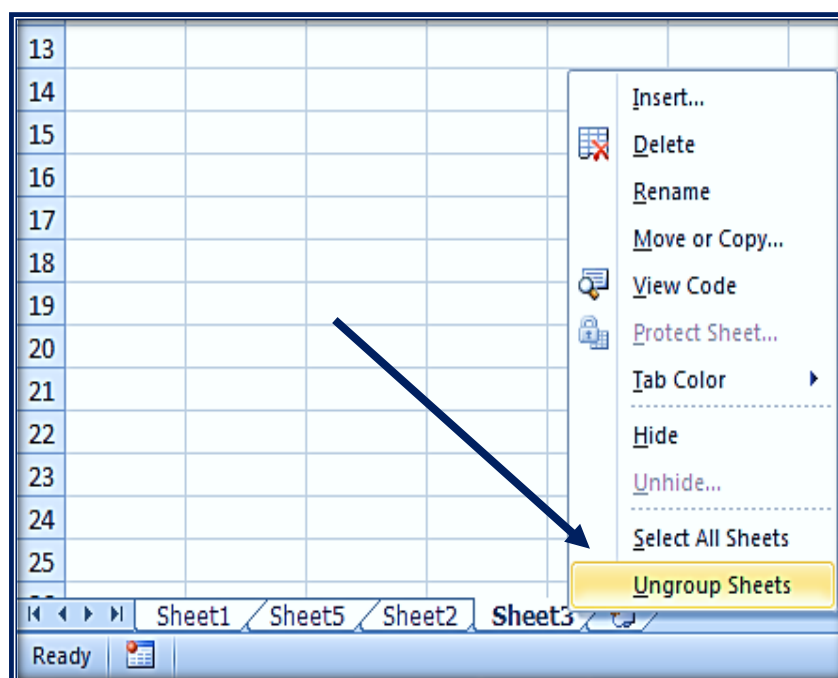 13
14
15
16
17
18
19
20
21
22
23
24
25
Insert...
Delete
Rename
Move or Copy...
View Code
Protect Sheet...
Tab Color
Hide
Unhide...
Select All Sheets
Ungroup Sheets
Sheet1 Sheet5 Sheet2 Sheet3
Ready